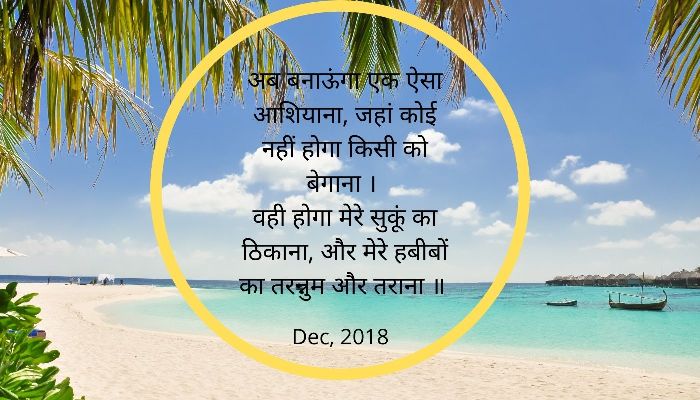 अब बनाऊंगा एक ऐसा
आशियाना, जहां कोई
नहीं होगा किसी को
बेगाना ।
वही होगा मेरे सुकूं का
ठिकाना, और मेरे हबीबों
का तरन्नुम और तराना ॥
Dec, 2018